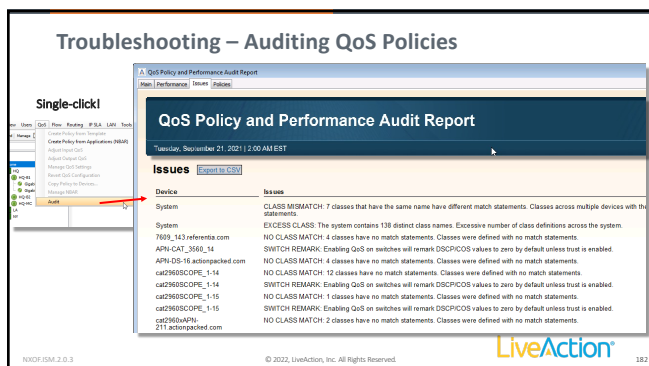 Troubleshooting – Auditing QoS Policies
Single-click!
QoS Policy and Performance Audit Report
Main Performance Issues Policies
Users QoS Flow Routing IP SLA LAN Tools
Manage
Create Policy from Template
Create Policy from Applications (NBAR)
Adjust Input QoS
Adjust Output QoS
Manage QoS Settings
Revert QoS Configuration
Copy Policy to Devices...
Manage NBAR
Audit
QoS Policy and Performance Audit Report
Tuesday, September 21, 2021 | 2:00 AM EST
Issues Export to CSV
Device Issues
System CLASS MISMATCH: 7 classes that have the same name have different match statements. Classes across multiple devices with the
statements.
System EXCESS CLASS: The system contains 138 distinct class names. Excessive number of class definitions across the system.
7609_143.referentia.com NO CLASS MATCH: 4 classes have no match statements. Classes were defined with no match statements.
APN-CAT_3560_14 SWITCH REMARK: Enabling QoS on switches will remark DSCP/COS values to zero by default unless trust is enabled.
APN-DS-16.actionpacked.com NO CLASS MATCH: 4 classes have no match statements. Classes were defined with no match statements.
cat2960SCOPE_1-14 NO CLASS MATCH: 12 classes have no match statements. Classes were defined with no match statements.
cat2960SCOPE_1-14 SWITCH REMARK: Enabling QoS on switches will remark DSCP/COS values to zero by default unless trust is enabled.
cat2960SCOPE_1-15 NO CLASS MATCH: 1 classes have no match statements. Classes were defined with no match statements.
cat2960SCOPE_1-15 SWITCH REMARK: Enabling QoS on switches will remark DSCP/COS values to zero by default unless trust is enabled.
cat2960xAPN- NO CLASS MATCH: 2 classes have no match statements. Classes were defined with no match statements.
211.actionpacked.com
LiveAction®
NXOF.ISM.2.0.3 © 2022, LiveAction, Inc. All Rights Reserved. 182